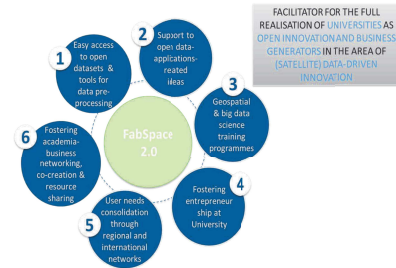 FACILITATOR FOR THE FULL
REALISATION OF UNIVERSITIES AS
OPEN INNOVATION AND BUSINESS
GENERATORS IN THE AREA OF
(SATELLITE) DATA-DRIVEN
INNOVATION
1
Easy access
to open
datasets &
tools for
data pre-
processing
2
Support to
open data-
applications-
reated
ideas
3
Geospatial
& big data
science
training
programmes
4
Fostering
entrepreneur
ship at
University
5
User needs
consolidation
through
regional and
international
networks
6
Fostering
academia-
business
networking,
co-creation &
resource
sharing
FabSpace
2.0